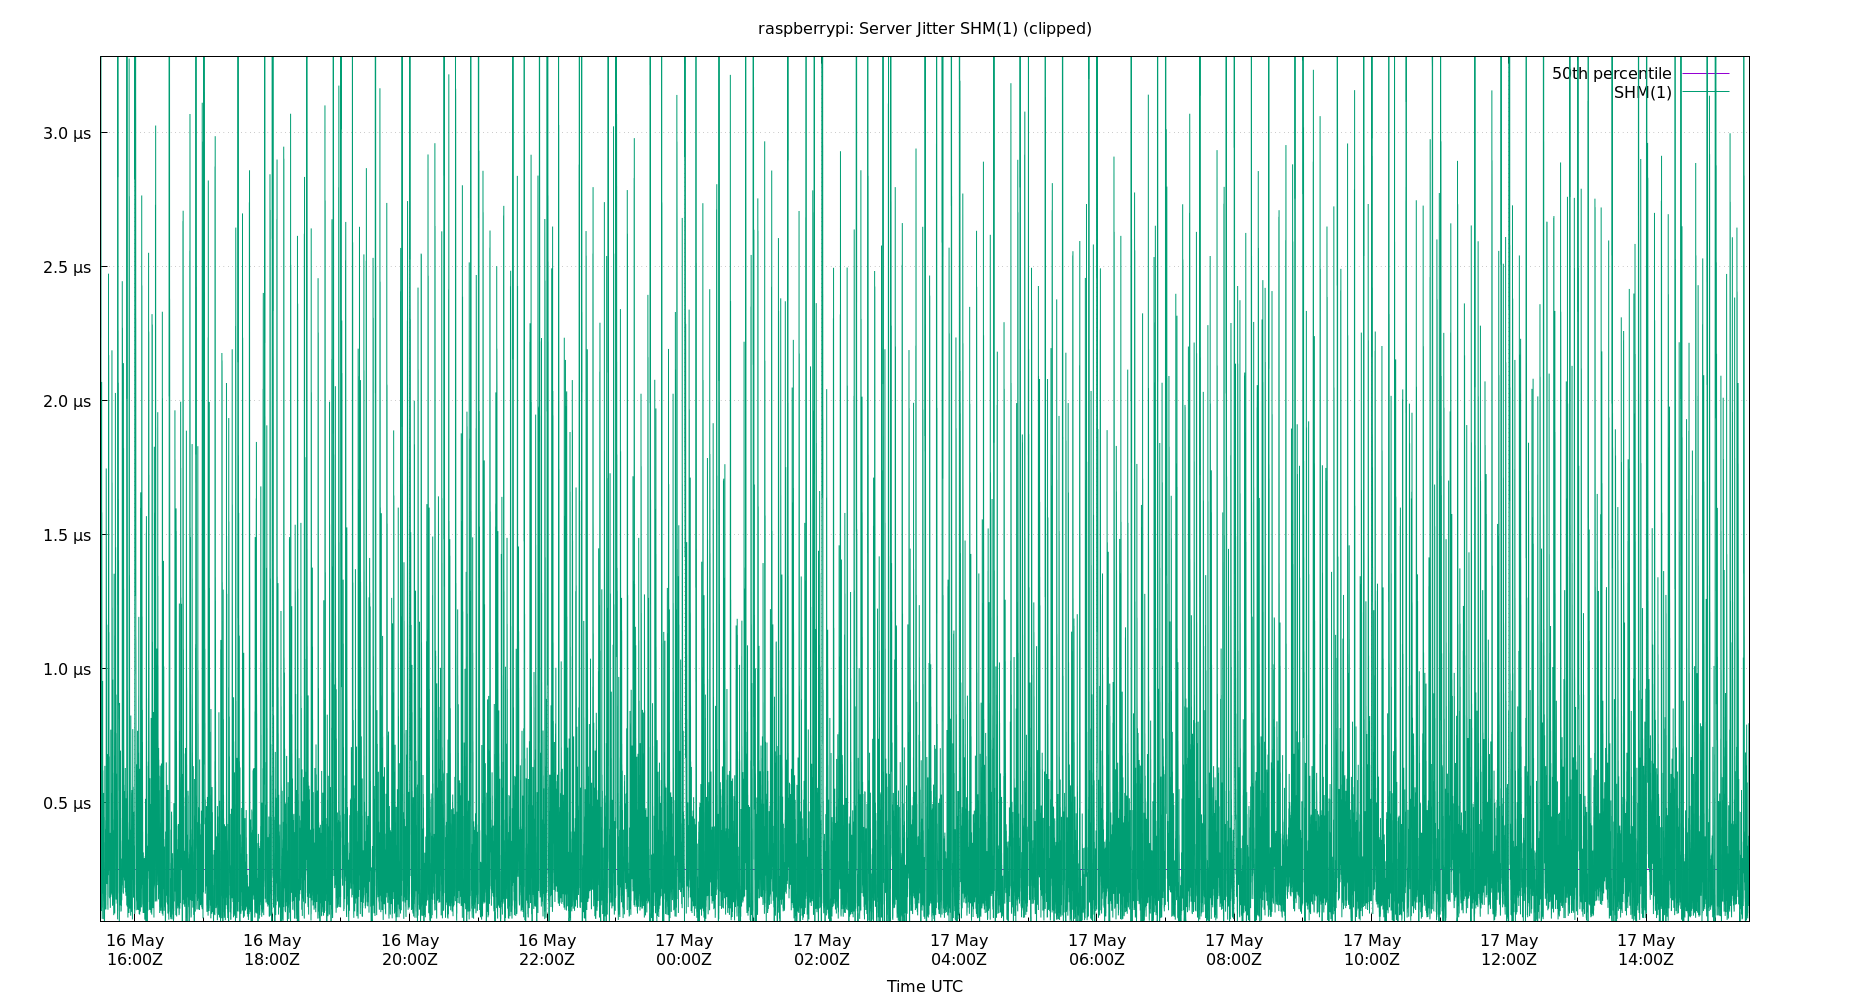 raspberrypi: Server Jitter SHM(1) (clipped)
50th percentile
SHM(1)
3.0 µs
2.5 µs
2.0 µs
1.5 µs
1.0 µs
0.5 µs
16 May 16 May 16 May 16 May 17 May 17 May 17 May 17 May 17 May 17 May 17 May 17 May
16:00Z 18:00Z 20:00Z 22:00Z 00:00Z 02:00Z 04:00Z 06:00Z 08:00Z 10:00Z 12:00Z 14:00Z
Time UTC